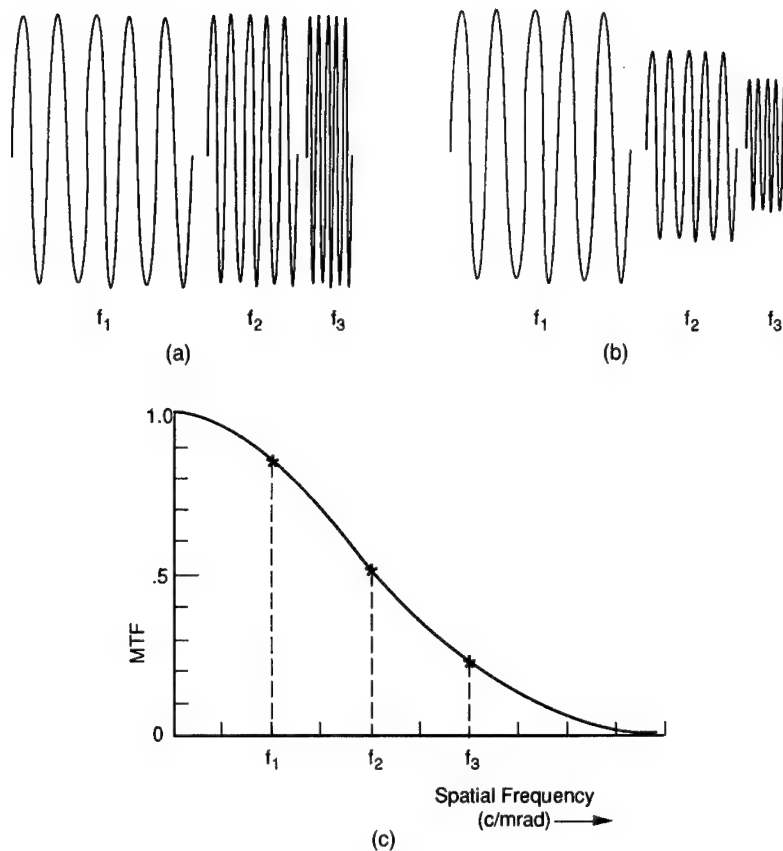 f1 f2 f3
(a)
f1 f2 f3
(b)
1.0
.5
0
MTF
f1 f2 f3
Spatial Frequency
(c/mrad)
(c)